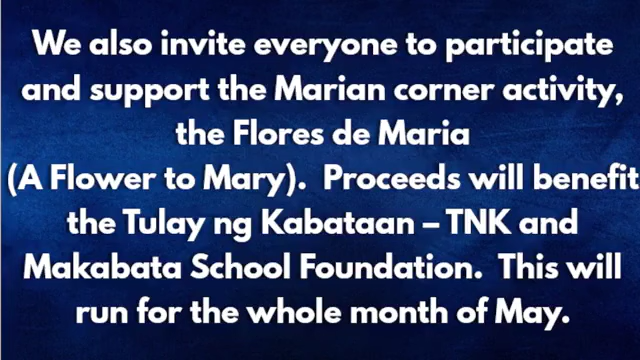 We also invite everyone to participate
and support the Marian corner activity,
the Flores de Maria
(A Flower to Mary).  Proceeds will benefit
the Tulay ng Kabataan – TNK and
Makabata School Foundation.  This will
run for the whole month of May.